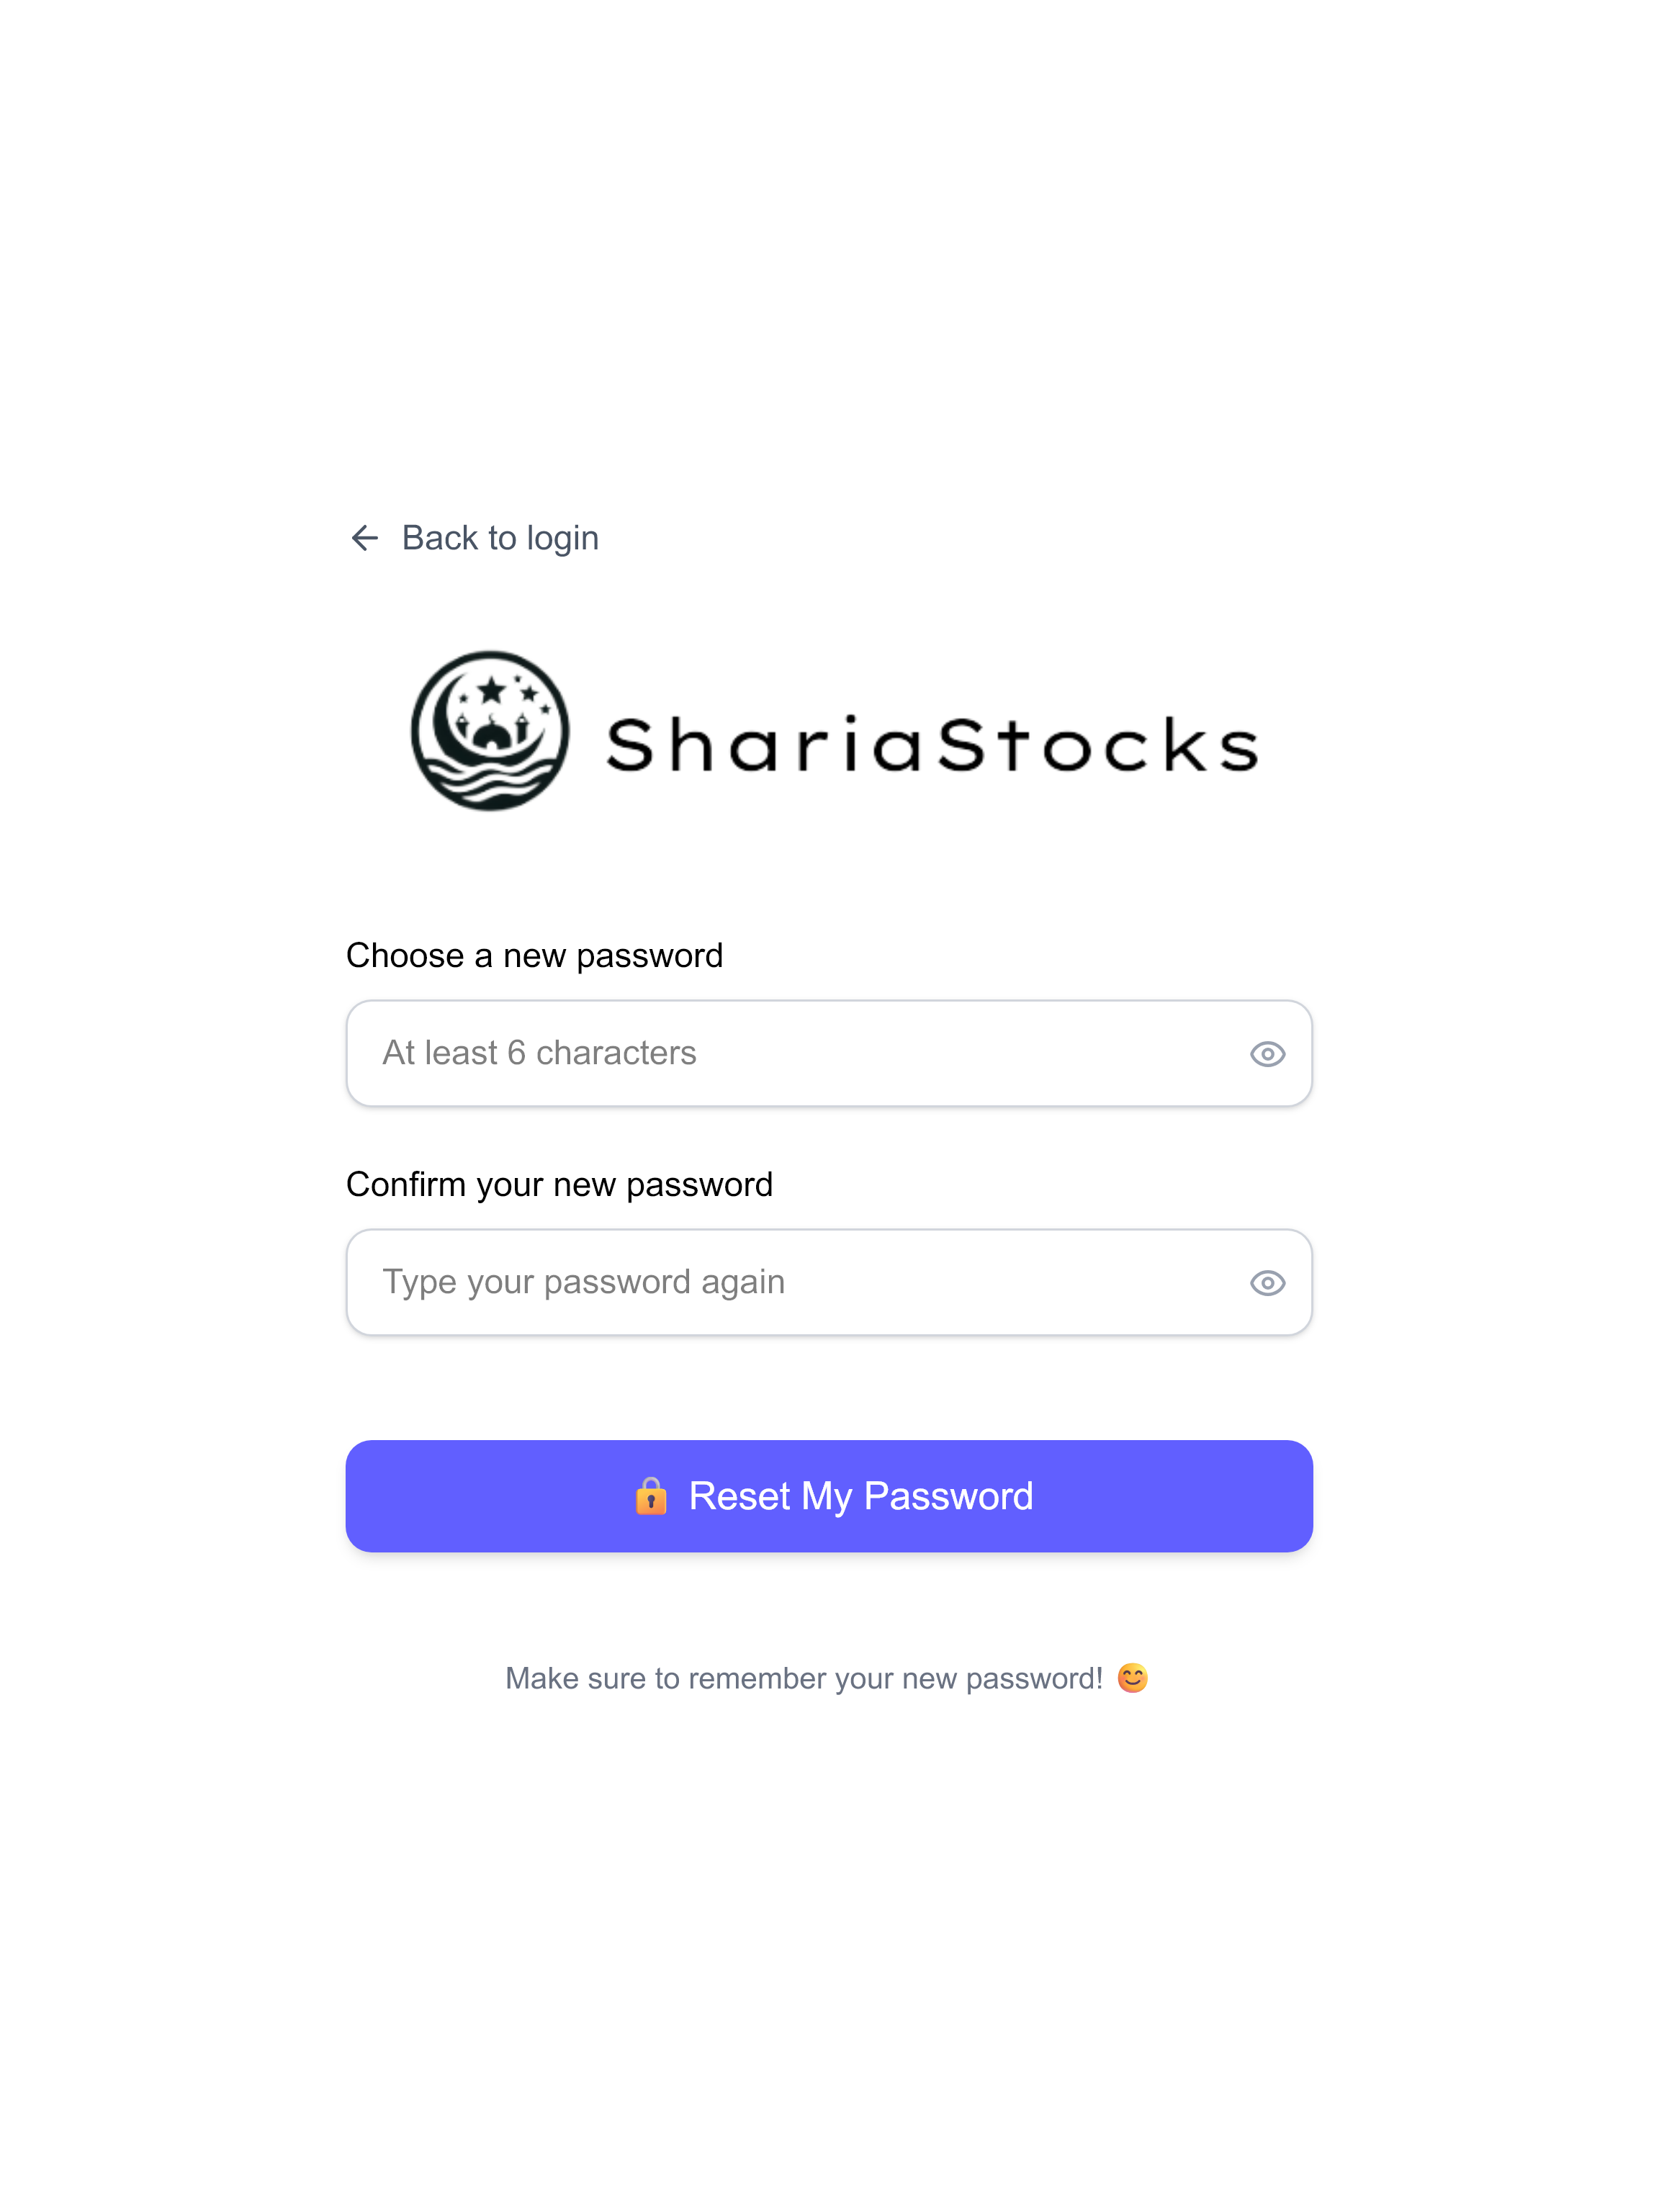 Back to login
ShariaStocks
Choose a new password
At least 6 characters
Confirm your new password
Type your password again
🔒 Reset My Password
Make sure to remember your new password! 😊